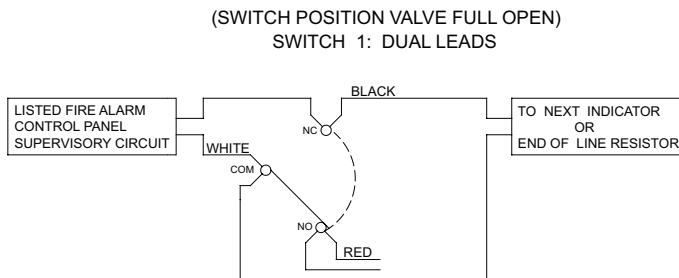 (SWITCH POSITION VALVE FULL OPEN)
SWITCH 1: DUAL LEADS
BLACK
LISTED FIRE ALARM
CONTROL PANEL
SUPERVISORY CIRCUIT
TO NEXT INDICATOR
OR
END OF LINE RESISTOR
NC
WHITE
COM
NO
RED